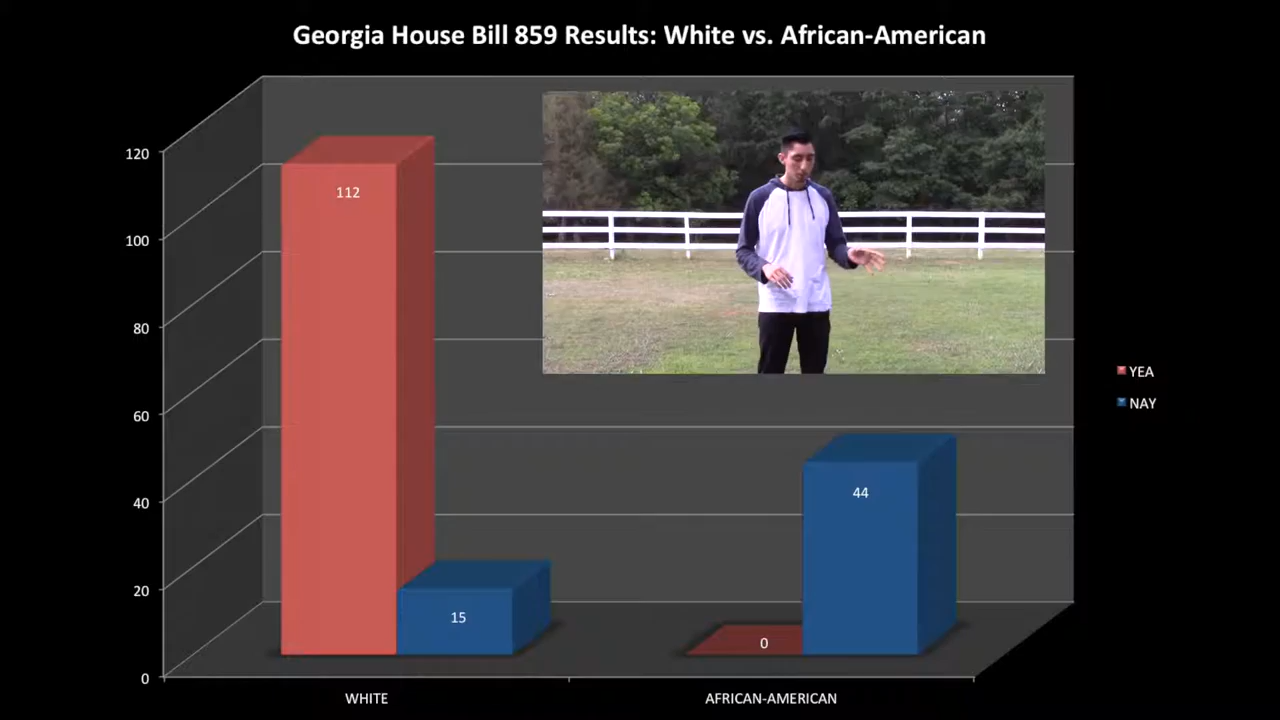 Georgia House Bill 859 Results: White vs. African-American
120
100
80
60
40
20
0
112
15
0
44
WHITE
AFRICAN-AMERICAN
YEA
NAY